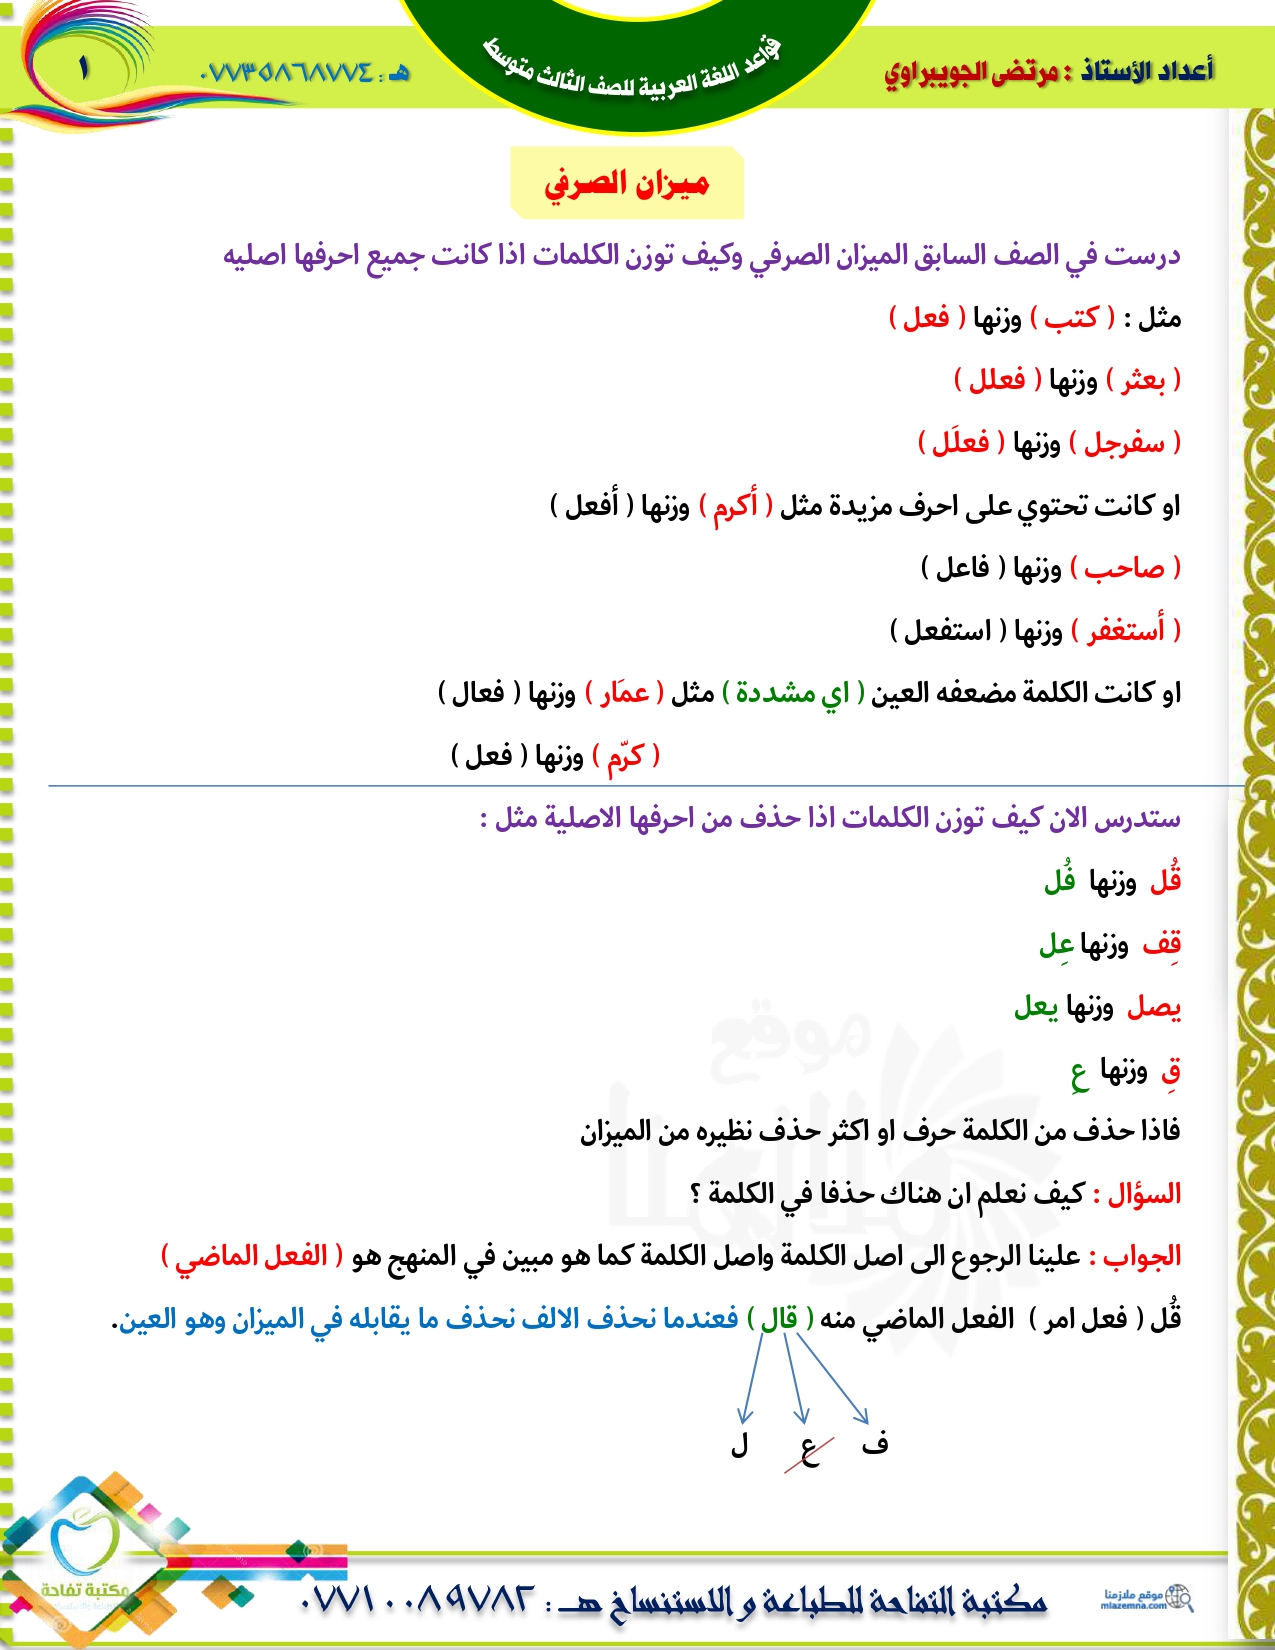 أعداد الأستاذ : مرتضى الجويبراوي
قواعد اللغة العربية للصف الثالث متوسط
هـ : ٠٧٧٣٥٨٦٨٧٧٤
١
ميزان الصرفي
درست في الصف السابق الميزان الصرفي وكيف توزن الكلمات اذا كانت جميع احرفها اصليه
مثل : ( كتب ) وزنها ( فعل )
( بعثر ) وزنها ( فعلل )
( سفرجل ) وزنها ( فعلَل )
او كانت تحتوي على احرف مزيدة مثل ( أكرم ) وزنها ( أفعل )
( صاحب ) وزنها ( فاعل )
( أستغفر ) وزنها ( استفعل )
او كانت الكلمة مضعفه العين ( اي مشددة ) مثل ( عمَار ) وزنها ( فعال )
( كرّم ) وزنها ( فعل )
ستدرس الان كيف توزن الكلمات اذا حذف من احرفها الاصلية مثل :
قُل وزنها فُل
قِف وزنها عِل
يصل وزنها يعل
قِ وزنها عِ
فاذا حذف من الكلمة حرف او اكثر حذف نظيره من الميزان
السؤال : كيف نعلم ان هناك حذفا في الكلمة ؟
الجواب : علينا الرجوع الى اصل الكلمة واصل الكلمة كما هو مبين في المنهج هو ( الفعل الماضي )
قُل ( فعل امر ) الفعل الماضي منه ( قال ) فعندما نحذف الالف نحذف ما يقابله في الميزان وهو العين.
ف ع ل
موقع ملازمنا
موقع ملازمنا
mlazemna.com
مكتبة التفاحة للطباعة و الاستنساخ هـ : ٠٧٧١٠٠٨٩٧٨٢
مكتبة تفاحة